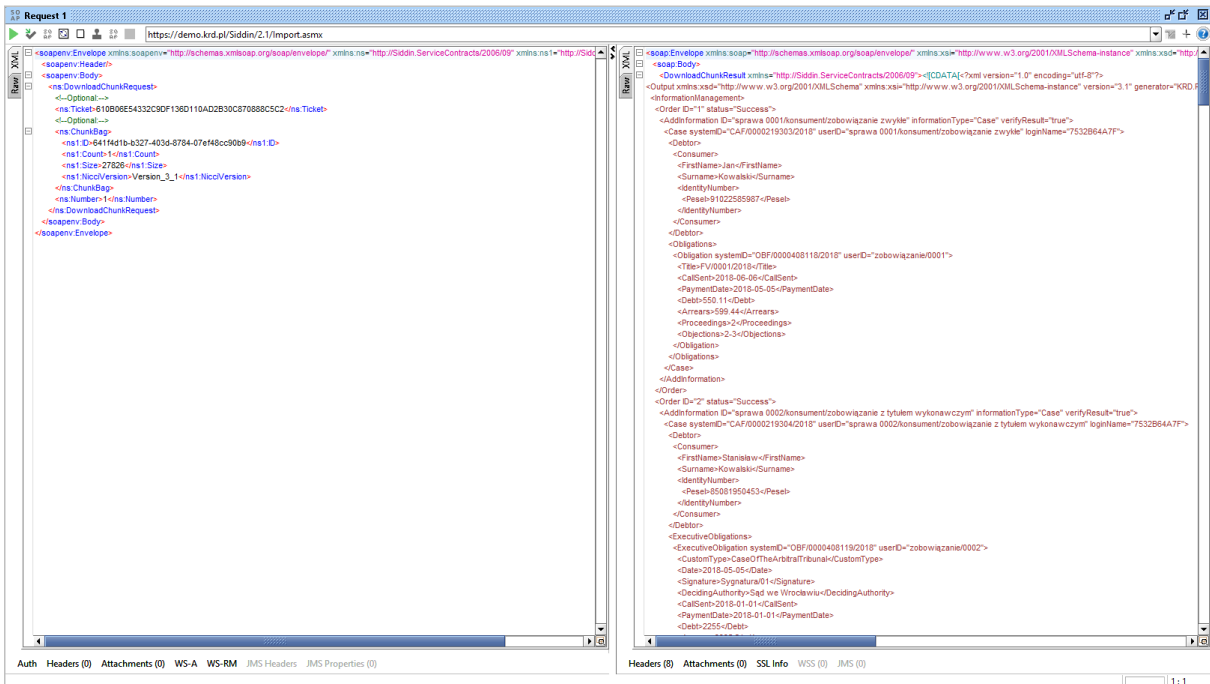 SO AP Request 1
https://demo.krd.pl/Siddin/2.1/Import.asmx
XML
Raw
<soapenv:Envelope xmlns:soapenv="http://schemas.xmlsoap.org/soap/envelope/" xmlns:ns="http://Siddin.ServiceContracts/2006/09" xmlns:ns1="http://Sidd
<soapenv:Header/>
<soapenv:Body>
<ns:DownloadChunkRequest>
<!--Optional:-->
<ns:Ticket>610B06E54332C9DF136D110AD2B30C870888C5C2</ns:Ticket>
<!--Optional:-->
<ns:ChunkBag>
<ns1:ID>641f4d1b-b327-403d-8784-07ef48cc90b9</ns1:ID>
<ns1:Count>1</ns1:Count>
<ns1:Size>27826</ns1:Size>
<ns1:NicciVersion>Version_3_1</ns1:NicciVersion>
</ns:ChunkBag>
<ns:Number>1</ns:Number>
</ns:DownloadChunkRequest>
</soapenv:Body>
</soapenv:Envelope>
Auth Headers (0) Attachments (0) WS-A WS-RM JMS Headers JMS Properties (0)
XML
Raw
<soap:Envelope xmlns:soap="http://schemas.xmlsoap.org/soap/envelope/" xmlns:xsi="http://www.w3.org/2001/XMLSchema-instance" xmlns:xsd="http:/
<soap:Body>
<DownloadChunkResult xmlns="http://Siddin.ServiceContracts/2006/09"><![CDATA[<?xml version="1.0" encoding="utf-8"?>
<Output xmlns:xsd="http://www.w3.org/2001/XMLSchema" xmlns:xsi="http://www.w3.org/2001/XMLSchema-instance" version="3.1" generator="KRD.F
<InformationManagement>
<Order ID="1" status="Success">
<AddInformation ID="sprawa 0001/konsument/zobowiązanie zwykłe" informationType="Case" verifyResult="true">
<Case systemID="CAF/0000219303/2018" userID="sprawa 0001/konsument/zobowiązanie zwykłe" loginName="7532B64A7F">
<Debtor>
<Consumer>
<FirstName>Jan</FirstName>
<Surname>Kowalski</Surname>
<IdentityNumber>
<Pesel>91022585987</Pesel>
</IdentityNumber>
</Consumer>
</Debtor>
<Obligations>
<Obligation systemID="OBF/0000408118/2018" userID="zobowiązanie/0001">
<Title>FV/0001/2018</Title>
<CallSent>2018-06-06</CallSent>
<PaymentDate>2018-05-05</PaymentDate>
<Debt>550.11</Debt>
<Arrears>599.44</Arrears>
<Proceedings>2</Proceedings>
<Objections>2-3</Objections>
</Obligation>
</Obligations>
</Case>
</AddInformation>
</Order>
<Order ID="2" status="Success">
<AddInformation ID="sprawa 0002/konsument/zobowiązanie z tytułem wykonawczym" informationType="Case" verifyResult="true">
<Case systemID="CAF/0000219304/2018" userID="sprawa 0002/konsument/zobowiązanie z tytułem wykonawczym" loginName="7532B64A7F">
<Debtor>
<Consumer>
<FirstName>Stanisław</FirstName>
<Surname>Kowalski</Surname>
<IdentityNumber>
<Pesel>85081950453</Pesel>
</IdentityNumber>
</Consumer>
</Debtor>
<ExecutiveObligations>
<ExecutiveObligation systemID="OBF/0000408119/2018" userID="zobowiązanie/0002">
<CustomType>CaseOfTheArbitralTribunal</CustomType>
<Date>2018-05-05</Date>
<Signature>Sygnatura/01</Signature>
<DecidingAuthority>Sąd we Wrocławiu</DecidingAuthority>
<CallSent>2018-01-01</CallSent>
<PaymentDate>2018-01-01</PaymentDate>
<Debt>2255</Debt>
Headers (8) Attachments (0) SSL Info WSS (0) JMS (0)
1 : 1